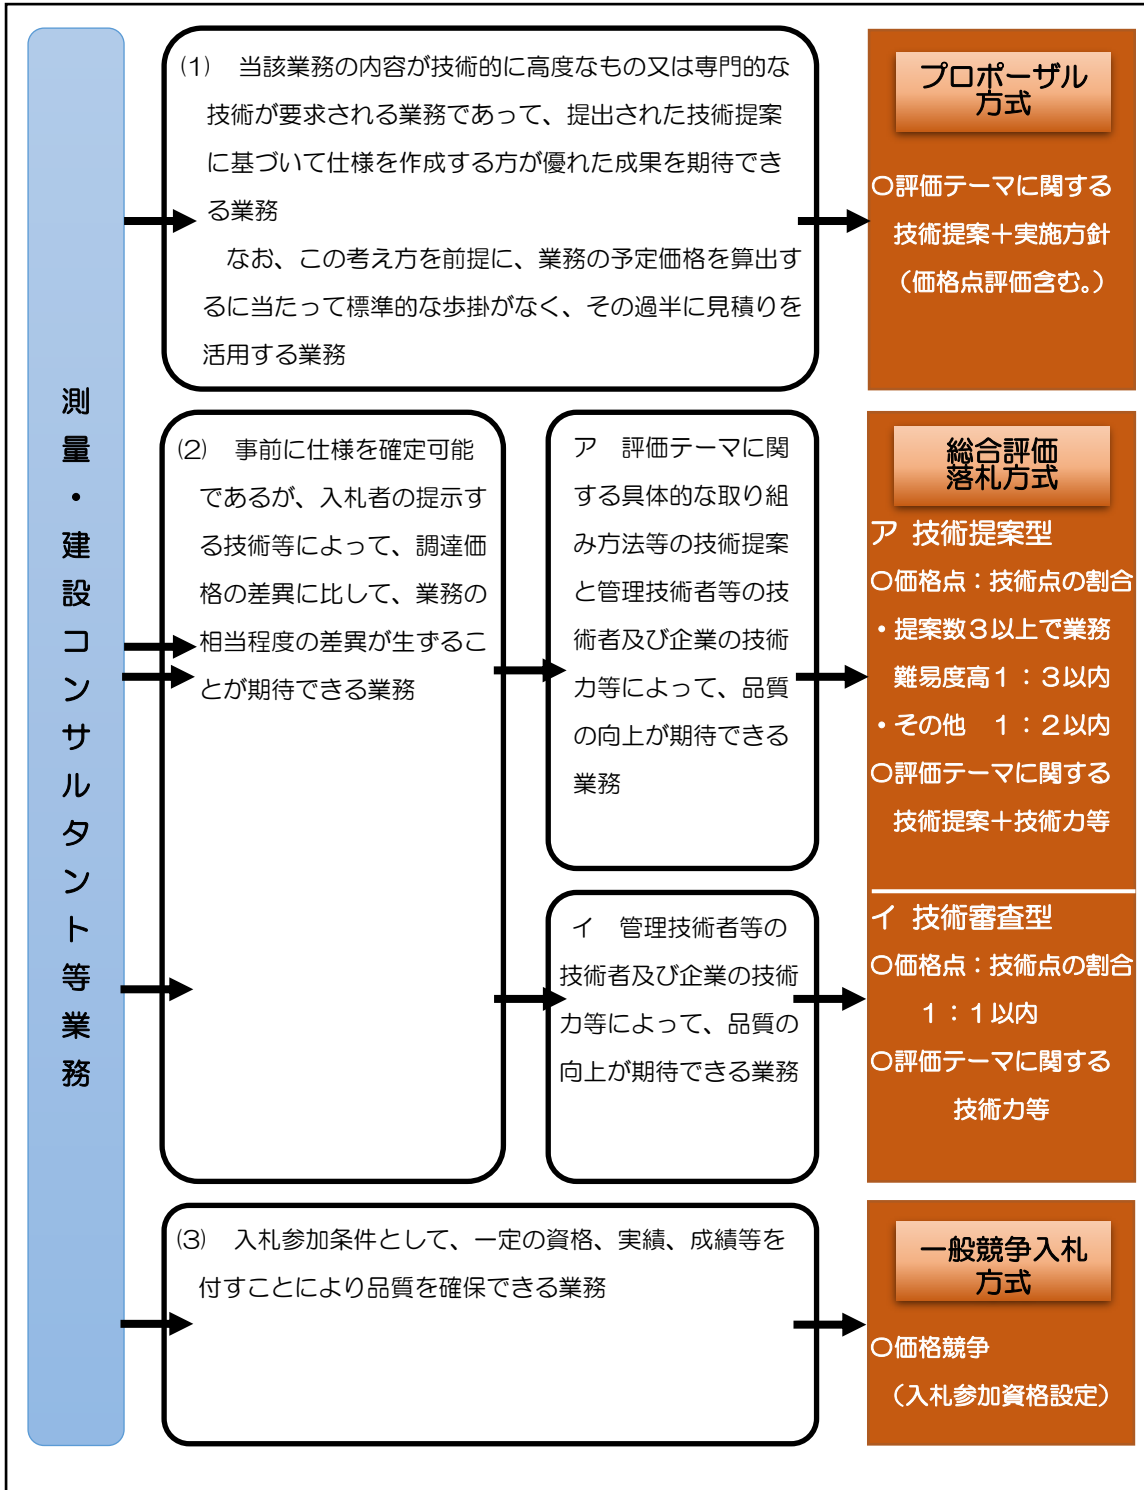 測量・建設コンサルタント等業務
⑴ 当該業務の内容が技術的に高度なもの又は専門的な
技術が要求される業務であって、提出された技術提案
に基づいて仕様を作成する方が優れた成果を期待でき
る業務
なお、この考え方を前提に、業務の予定価格を算出す
るに当たって標準的な歩掛がなく、その過半に見積りを
活用する業務
プロポーザル
方式
○評価テーマに関する
技術提案＋実施方針
（価格点評価含む。）
⑵ 事前に仕様を確定可能
であるが、入札者の提示す
る技術等によって、調達価
格の差異に比して、業務の
相当程度の差異が生ずるこ
とが期待できる業務
ア 評価テーマに関
する具体的な取り組
み方法等の技術提案
と管理技術者等の技
術者及び企業の技術
力等によって、品質
の向上が期待できる
業務
総合評価
落札方式
ア 技術提案型
○価格点：技術点の割合
・提案数３以上で業務
難易度高１：３以内
・その他 １：２以内
○評価テーマに関する
技術提案＋技術力等
イ 管理技術者等の
技術者及び企業の技術
力等によって、品質の
向上が期待できる業務
イ 技術審査型
○価格点：技術点の割合
１：１以内
○評価テーマに関する
技術力等
⑶ 入札参加条件として、一定の資格、実績、成績等を
付すことにより品質を確保できる業務
一般競争入札
方式
○価格競争
（入札参加資格設定）